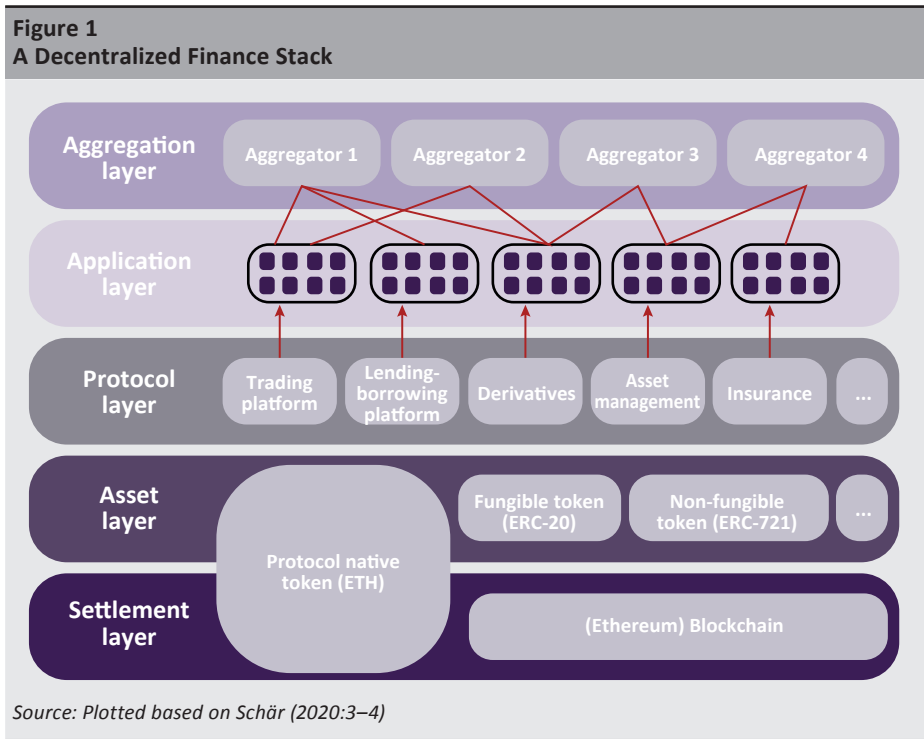 Figure 1
A Decentralized Finance Stack
Aggregation
layer
Aggregator 1
Aggregator 2
Aggregator 3
Aggregator 4
Application
layer
Protocol
layer
Trading
platform
Lending-
borrowing
platform
Derivatives
Asset
management
Insurance
...
Asset
layer
Protocol native
token (ETH)
Fungible token
(ERC-20)
Non-fungible
token (ERC-721)
...
Settlement
layer
(Ethereum) Blockchain
Source: Plotted based on Schär (2020:3–4)